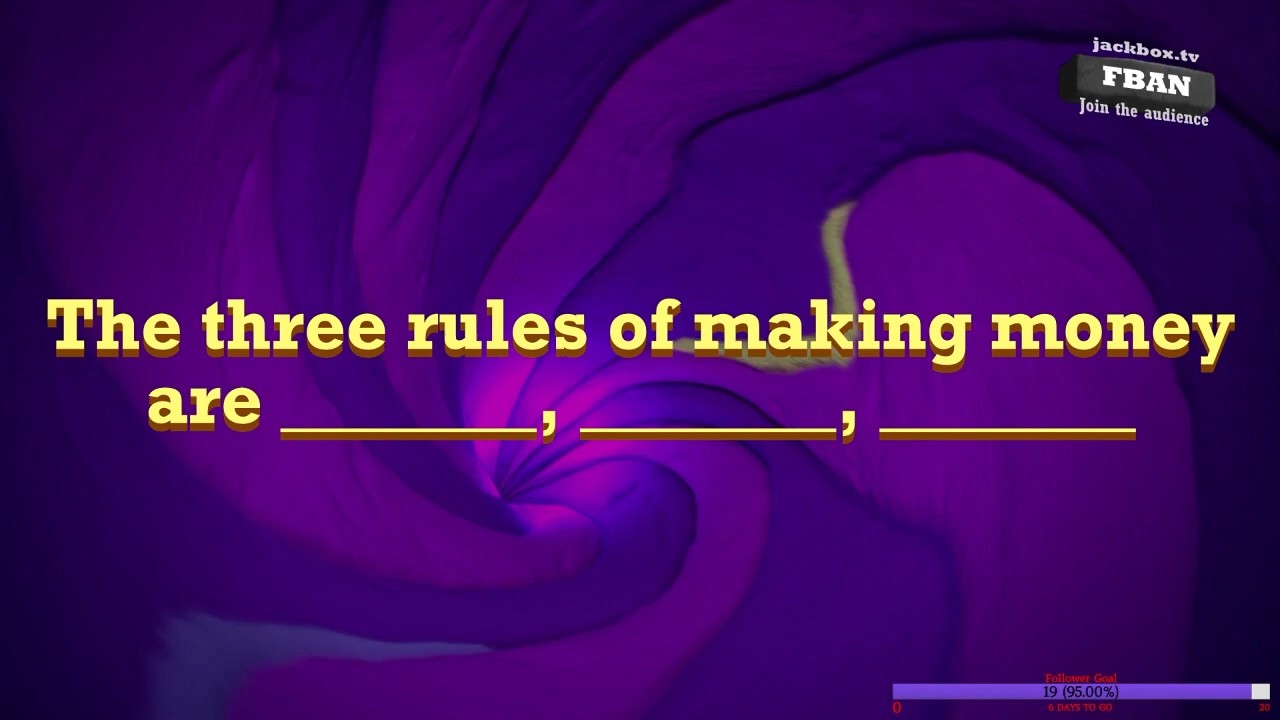 jackbox.tv
FBAN
Join the audience
The three rules of making money
are ________, ________, ________
Follower Goal
19 (95.00%)
0
6 DAYS TO GO
20